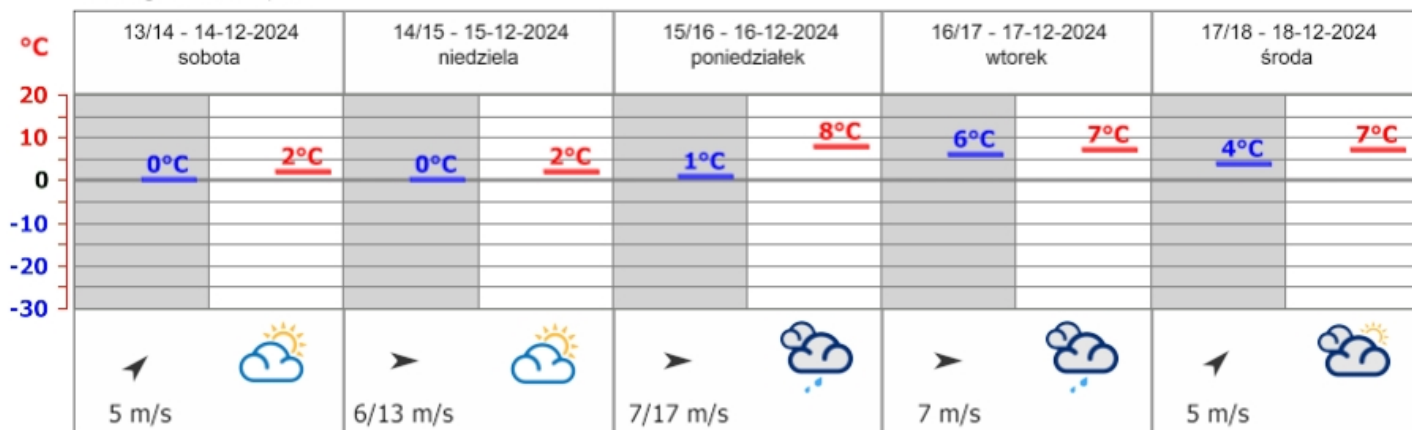 13/14 - 14-12-2024
sobota
14/15 - 15-12-2024
niedziela
15/16 - 16-12-2024
poniedziałek
16/17 - 17-12-2024
wtorek
17/18 - 18-12-2024
środa
°C
20
10
0
-10
-20
-30
0°C
2°C
0°C
2°C
1°C
8°C
6°C
7°C
4°C
7°C
5 m/s
6/13 m/s
7/17 m/s
7 m/s
5 m/s